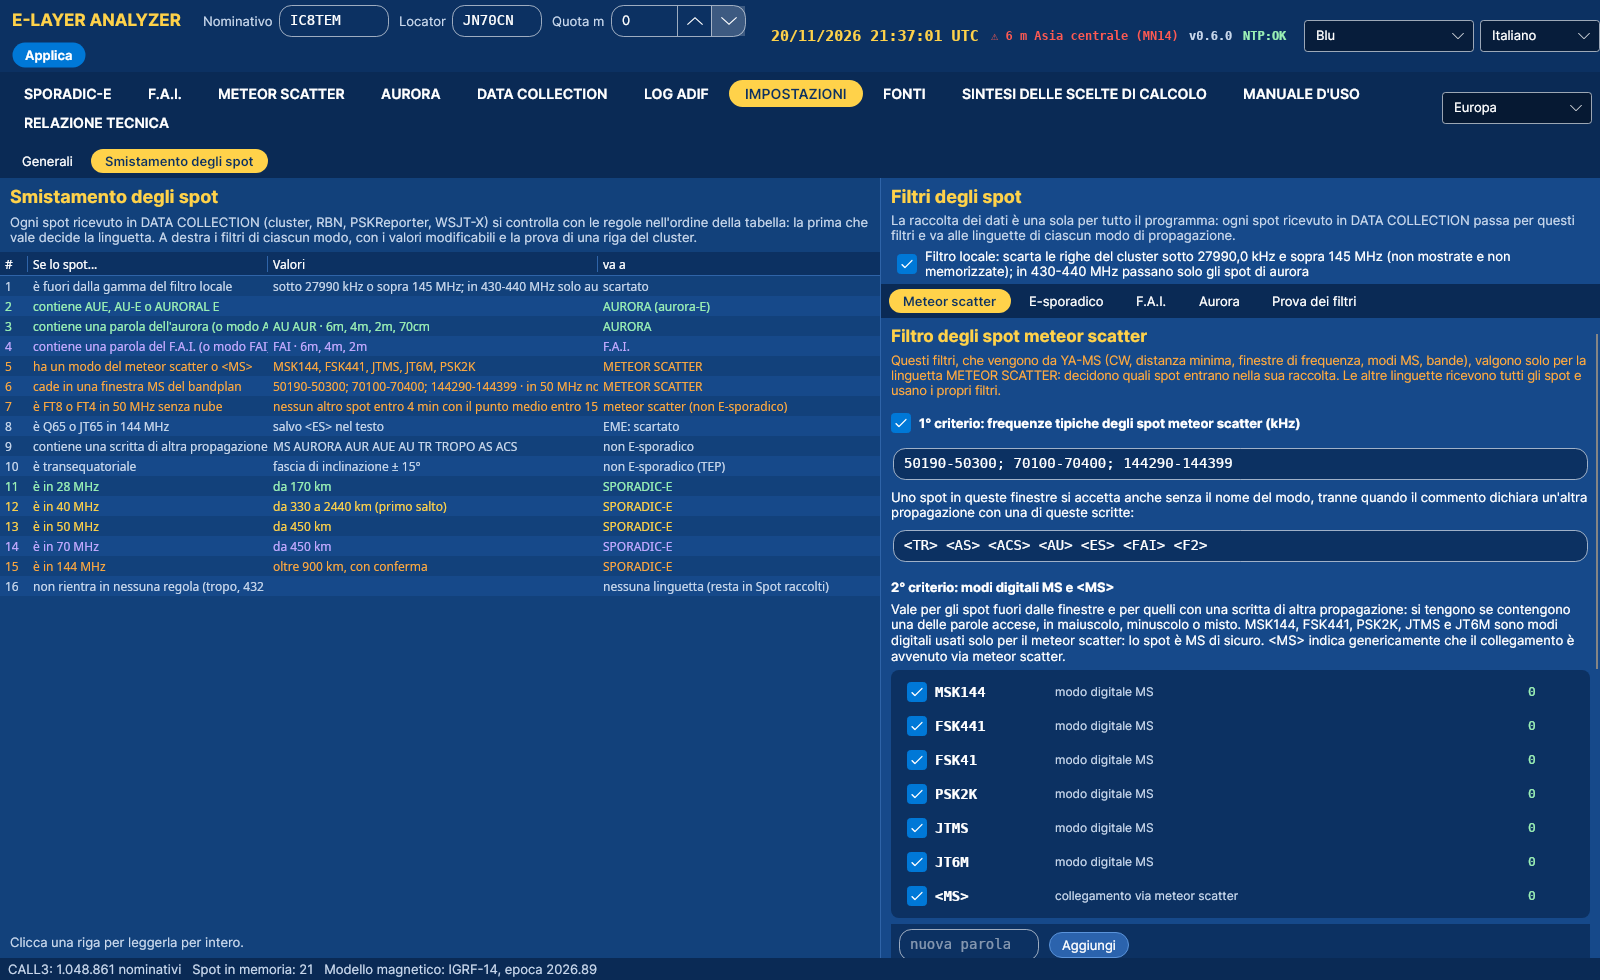 E-LAYER ANALYZER
Nominativo IC8TEM Locator JN70CN Quota m 0
20/11/2026 21:37:01 UTC ⚠ 6 m Asia centrale (MN14) v0.6.0 NTP:OK
Blu
Italiano
Applica
SPORADIC-E F.A.I. METEOR SCATTER AURORA DATA COLLECTION LOG ADIF IMPOSTAZIONI FONTI SINTESI DELLE SCELTE DI CALCOLO MANUALE D'USO
RELAZIONE TECNICA
Europa
Generali Smistamento degli spot
Smistamento degli spot
Ogni spot ricevuto in DATA COLLECTION (cluster, RBN, PSKReporter, WSJT-X) si controlla con le regole nell'ordine della tabella: la prima che
vale decide la linguetta. A destra i filtri di ciascun modo, con i valori modificabili e la prova di una riga del cluster.
# Se lo spot... Valori va a
1 è fuori dalla gamma del filtro locale sotto 27990 kHz o sopra 145 MHz; in 430-440 MHz solo au scartato
2 contiene AUE, AU-E o AURORAL E AURORA (aurora-E)
3 contiene una parola dell'aurora (o modo A AU AUR · 6m, 4m, 2m, 70cm AURORA
4 contiene una parola del F.A.I. (o modo FAI FAI · 6m, 4m, 2m F.A.I.
5 ha un modo del meteor scatter o <MS> MSK144, FSK441, JTMS, JT6M, PSK2K METEOR SCATTER
6 cade in una finestra MS del bandplan 50190-50300; 70100-70400; 144290-144399 · in 50 MHz nc METEOR SCATTER
7 è FT8 o FT4 in 50 MHz senza nube nessun altro spot entro 4 min con il punto medio entro 15 meteor scatter (non E-sporadico)
8 è Q65 o JT65 in 144 MHz salvo <ES> nel testo EME: scartato
9 contiene una scritta di altra propagazione MS AURORA AUR AUE AU TR TROPO AS ACS non E-sporadico
10 è transequatoriale fascia di inclinazione ± 15° non E-sporadico (TEP)
11 è in 28 MHz da 170 km SPORADIC-E
12 è in 40 MHz da 330 a 2440 km (primo salto) SPORADIC-E
13 è in 50 MHz da 450 km SPORADIC-E
14 è in 70 MHz da 450 km SPORADIC-E
15 è in 144 MHz oltre 900 km, con conferma SPORADIC-E
16 non rientra in nessuna regola (tropo, 432 nessuna linguetta (resta in Spot raccolti)
Clicca una riga per leggerla per intero.
Filtri degli spot
La raccolta dei dati è una sola per tutto il programma: ogni spot ricevuto in DATA COLLECTION passa per questi
filtri e va alle linguette di ciascun modo di propagazione.
Filtro locale: scarta le righe del cluster sotto 27990,0 kHz e sopra 145 MHz (non mostrate e non
memorizzate); in 430-440 MHz passano solo gli spot di aurora
Meteor scatter E-sporadico F.A.I. Aurora Prova dei filtri
Filtro degli spot meteor scatter
Questi filtri, che vengono da YA-MS (CW, distanza minima, finestre di frequenza, modi MS, bande), valgono solo per la
linguetta METEOR SCATTER: decidono quali spot entrano nella sua raccolta. Le altre linguette ricevono tutti gli spot e
usano i propri filtri.
1° criterio: frequenze tipiche degli spot meteor scatter (kHz)
50190-50300; 70100-70400; 144290-144399
Uno spot in queste finestre si accetta anche senza il nome del modo, tranne quando il commento dichiara un'altra
propagazione con una di queste scritte:
<TR> <AS> <ACS> <AU> <ES> <FAI> <F2>
2° criterio: modi digitali MS e <MS>
Vale per gli spot fuori dalle finestre e per quelli con una scritta di altra propagazione: si tengono se contengono
una delle parole accese, in maiuscolo, minuscolo o misto. MSK144, FSK441, PSK2K, JTMS e JT6M sono modi
digitali usati solo per il meteor scatter: lo spot è MS di sicuro. <MS> indica genericamente che il collegamento è
avvenuto via meteor scatter.
MSK144 modo digitale MS 0
FSK441 modo digitale MS 0
FSK41 modo digitale MS 0
PSK2K modo digitale MS 0
JTMS modo digitale MS 0
JT6M modo digitale MS 0
<MS> collegamento via meteor scatter 0
nuova parola Aggiungi
CALL3: 1.048.861 nominativi Spot in memoria: 21 Modello magnetico: IGRF-14, epoca 2026.89